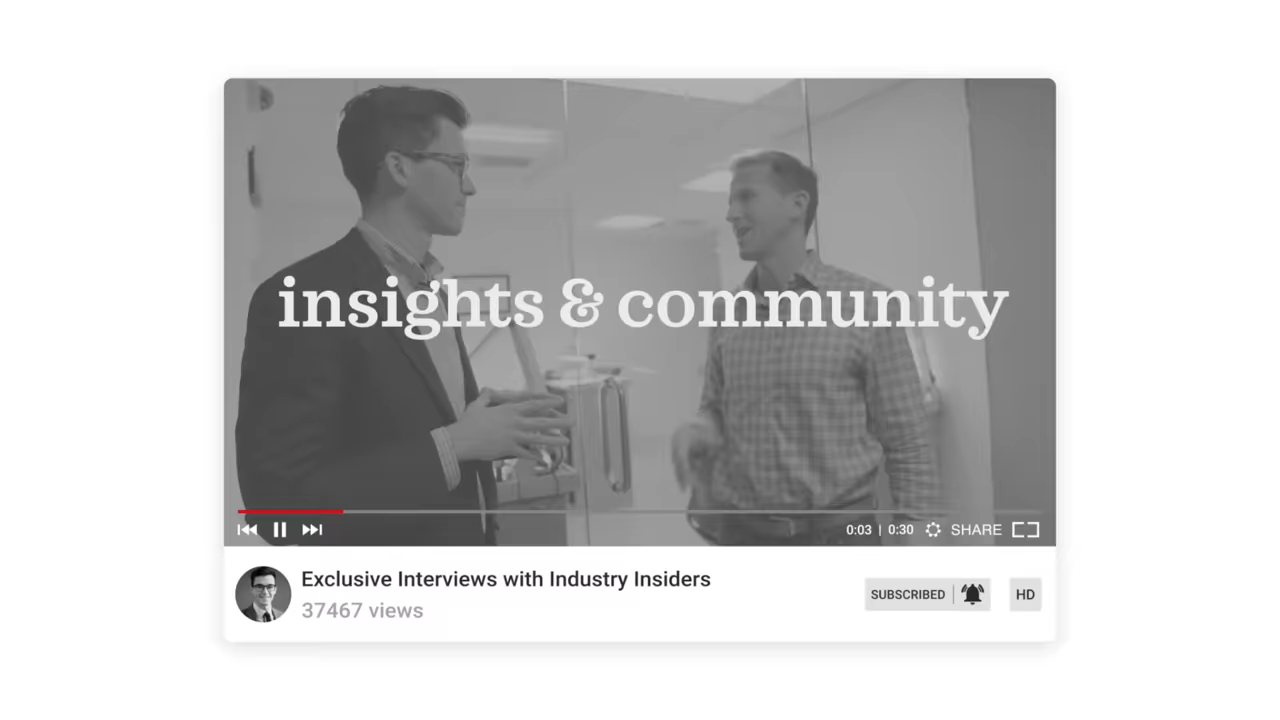 insights & community
0:03 | 0:30 SHARE
Exclusive Interviews with Industry Insiders
37467 views
SUBSCRIBED
HD